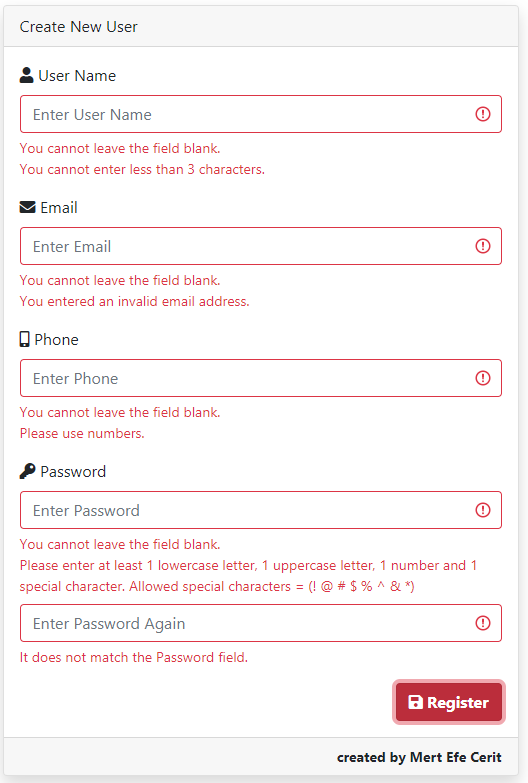 Create New User
User Name
Enter User Name
You cannot leave the field blank.
You cannot enter less than 3 characters.
Email
Enter Email
You cannot leave the field blank.
You entered an invalid email address.
Phone
Enter Phone
You cannot leave the field blank.
Please use numbers.
Password
Enter Password
You cannot leave the field blank.
Please enter at least 1 lowercase letter, 1 uppercase letter, 1 number and 1
special character. Allowed special characters = (! @ # $ % ^ & *)
Enter Password Again
It does not match the Password field.
Register
created by Mert Efe Cerit